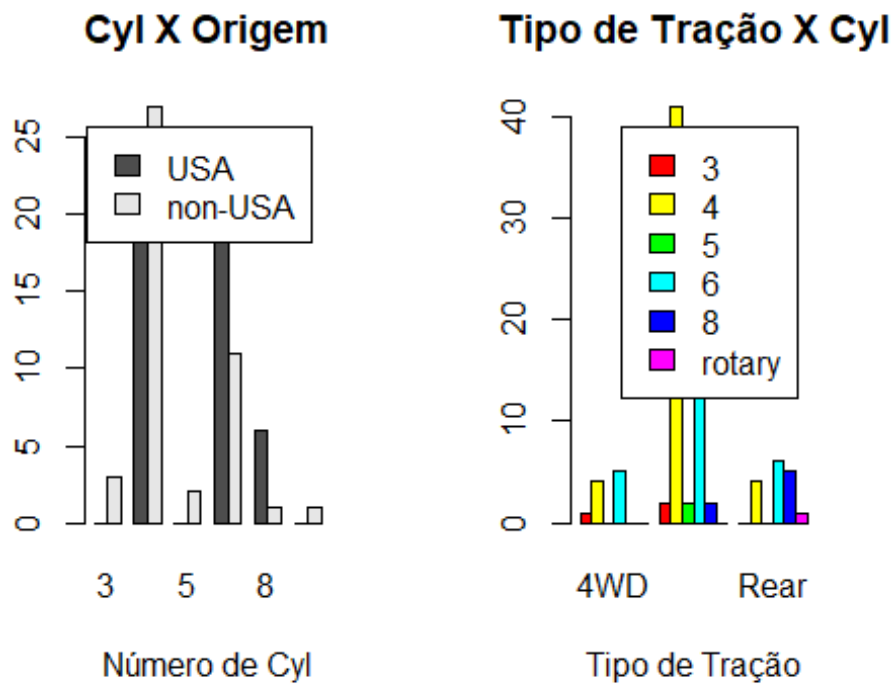 Cyl X Origem
25
20
15
10
5
0
USA
non-USA
3 5 8
Número de Cyl
Tipo de Tração X Cyl
40
30
20
10
0
3
4
5
6
8
rotary
4WD Rear
Tipo de Tração